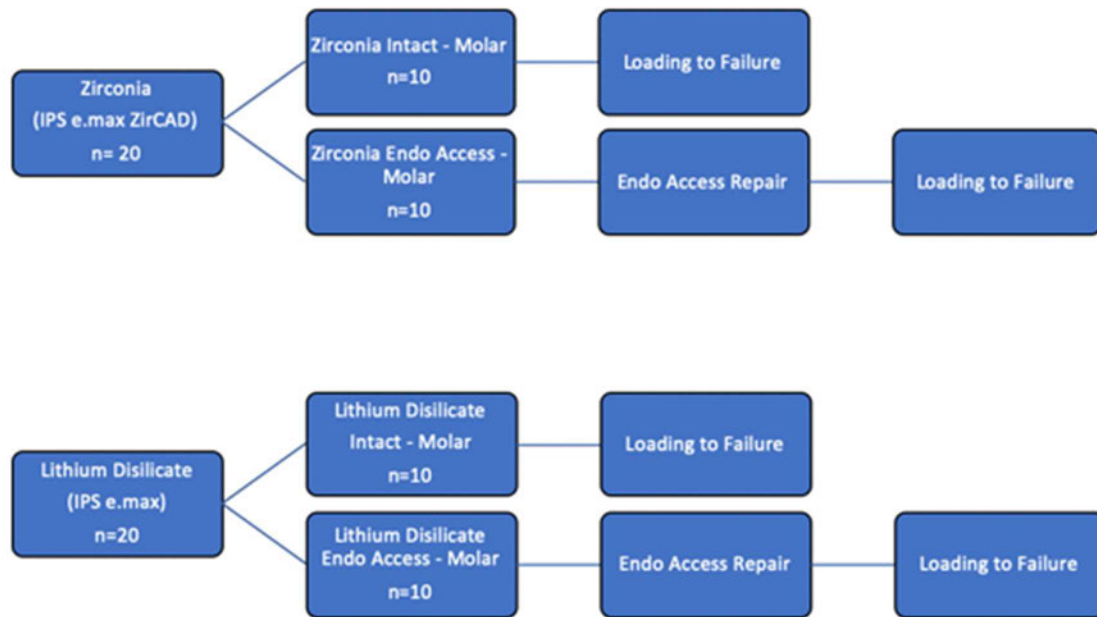 Zirconia
(IPS e.max ZirCAD)
n= 20
Zirconia Intact - Molar
n=10
Loading to Failure
Zirconia Endo Access -
Molar
n=10
Endo Access Repair
Loading to Failure
Lithium Disilicate
(IPS e.max)
n=20
Lithium Disilicate
Intact - Molar
n=10
Loading to Failure
Lithium Disilicate
Endo Access - Molar
n=10
Endo Access Repair
Loading to Failure